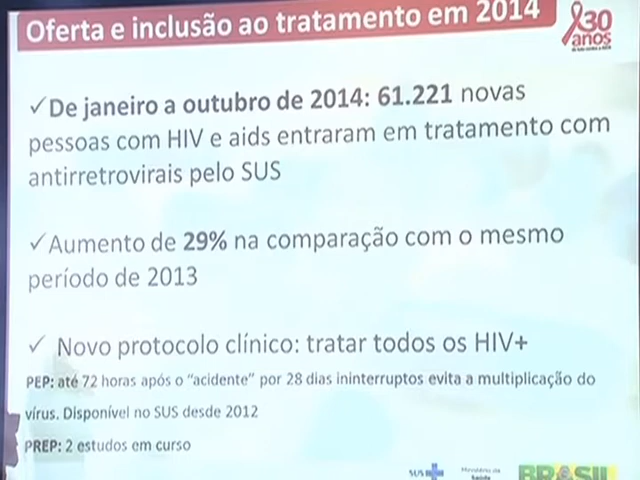 Oferta e inclusão ao tratamento em 2014
30
anos
✓De janeiro a outubro de 2014: 61.221 novas
pessoas com HIV e aids entraram em tratamento com
antirretrovirais pelo SUS
✓Aumento de 29% na comparação com o mesmo
período de 2013
✓ Novo protocolo clínico: tratar todos os HIV+
PEP: até 72 horas após o “acidente” por 28 dias ininterruptos evita a multiplicação do
vírus. Disponível no SUS desde 2012
PREP: 2 estudos em curso
SUS
Ministério da
Saúde
BRASIL